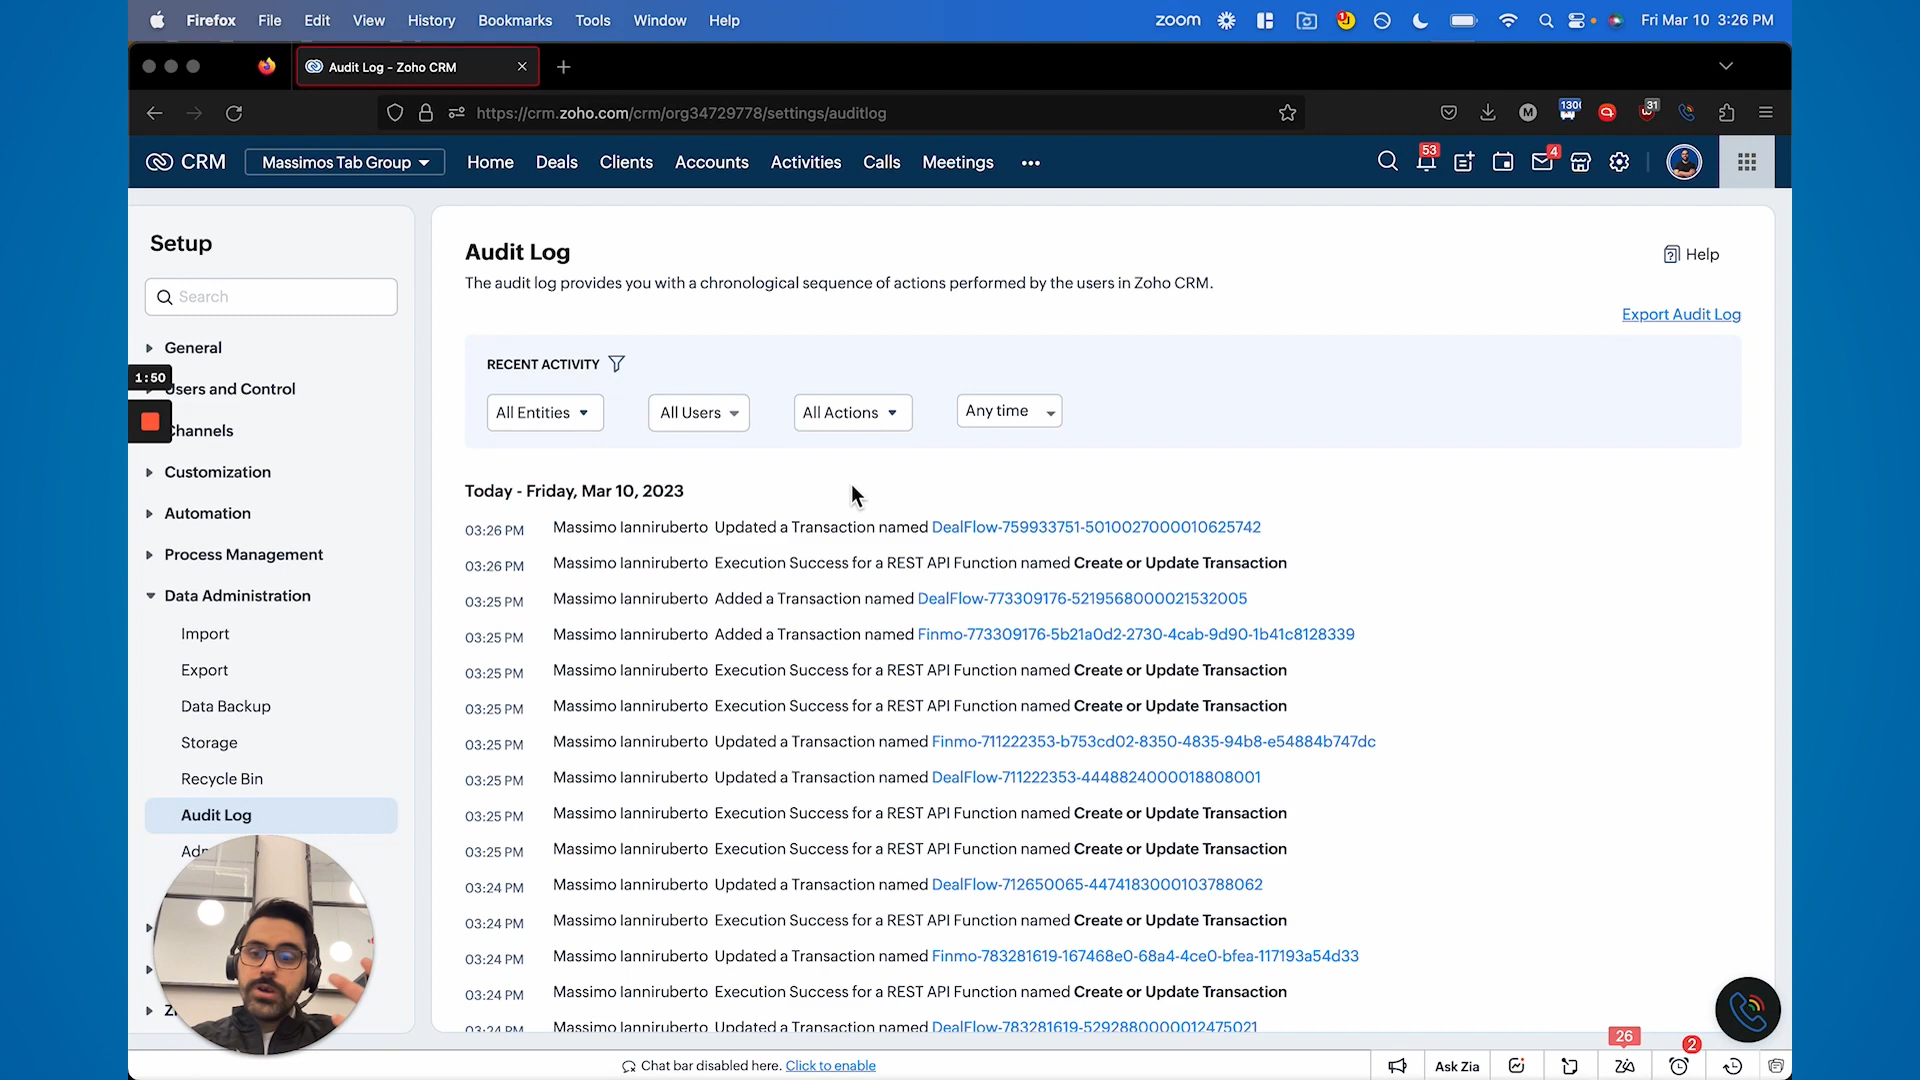 Firefox File Edit View History Bookmarks Tools Window Help zoom Fri Mar 10 3:26 PM
Audit Log - Zoho CRM
https://crm.zoho.com/crm/org34729778/settings/auditlog
M 130 31
CRM Massimos Tab Group Home Deals Clients Accounts Activities Calls Meetings 53 4
Setup
Search
General
1:50
Users and Control
Channels
Customization
Automation
Process Management
Data Administration
Import
Export
Data Backup
Storage
Recycle Bin
Audit Log
Audit Log
Help
The audit log provides you with a chronological sequence of actions performed by the users in Zoho CRM.
Export Audit Log
RECENT ACTIVITY
All Entities All Users All Actions Any time
Today - Friday, Mar 10, 2023
03:26 PM Massimo Ianniruberto Updated a Transaction named DealFlow-759933751-5010027000010625742
03:26 PM Massimo Ianniruberto Execution Success for a REST API Function named Create or Update Transaction
03:25 PM Massimo Ianniruberto Added a Transaction named DealFlow-773309176-5219568000021532005
03:25 PM Massimo Ianniruberto Added a Transaction named Finmo-773309176-5b21a0d2-2730-4cab-9d90-1b41c8128339
03:25 PM Massimo Ianniruberto Execution Success for a REST API Function named Create or Update Transaction
03:25 PM Massimo Ianniruberto Execution Success for a REST API Function named Create or Update Transaction
03:25 PM Massimo Ianniruberto Updated a Transaction named Finmo-711222353-b753cd02-8350-4835-94b8-e54884b747dc
03:25 PM Massimo Ianniruberto Updated a Transaction named DealFlow-711222353-4448824000018808001
03:25 PM Massimo Ianniruberto Execution Success for a REST API Function named Create or Update Transaction
03:25 PM Massimo Ianniruberto Execution Success for a REST API Function named Create or Update Transaction
03:24 PM Massimo Ianniruberto Updated a Transaction named DealFlow-712650065-4474183000103788062
03:24 PM Massimo Ianniruberto Execution Success for a REST API Function named Create or Update Transaction
03:24 PM Massimo Ianniruberto Updated a Transaction named Finmo-783281619-167468e0-68a4-4ce0-bfea-117193a54d33
03:24 PM Massimo Ianniruberto Execution Success for a REST API Function named Create or Update Transaction
03:24 PM Massimo Ianniruberto Updated a Transaction named DealFlow-783281619-5292880000012475021
Chat bar disabled here. Click to enable
Ask Zia 26 2